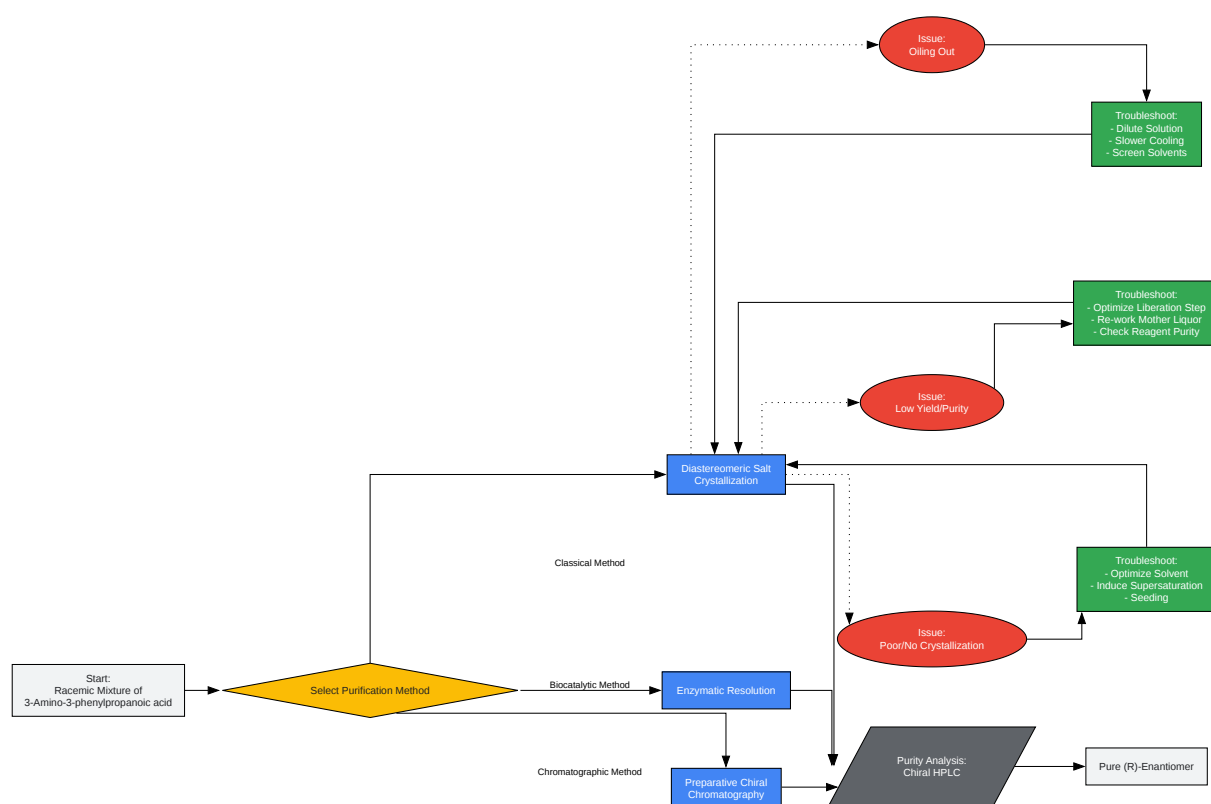 Issue:
Oiling Out
Troubleshoot:
- Dilute Solution
- Slower Cooling
- Screen Solvents
Troubleshoot:
- Optimize Liberation Step
- Re-work Mother Liquor
- Check Reagent Purity
Issue:
Low Yield/Purity
Diastereomeric Salt
Crystallization
Classical Method
Troubleshoot:
- Optimize Solvent
- Induce Supersaturation
- Seeding
Issue:
Poor/No Crystallization
Start:
Racemic Mixture of
3-Amino-3-phenylpropanoic acid
Select Purification Method
Biocatalytic Method
Enzymatic Resolution
Chromatographic Method
Preparative Chiral
Chromatography
Purity Analysis:
Chiral HPLC
Pure (R)-Enantiomer